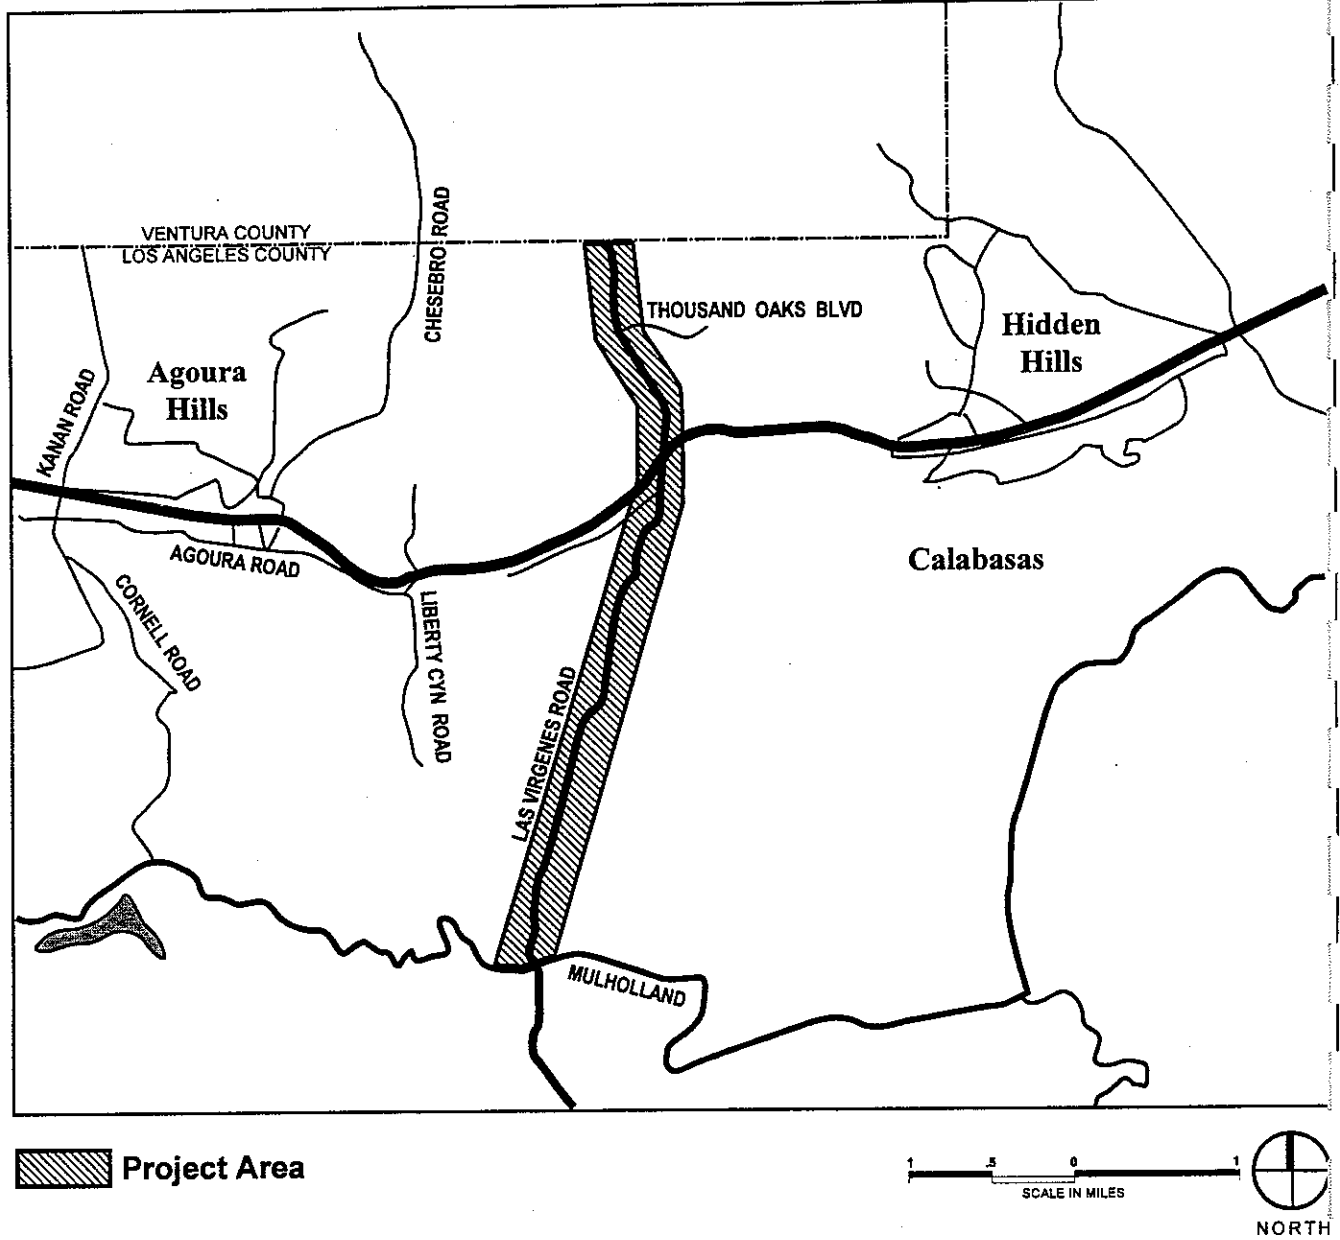 VENTURA COUNTY
LOS ANGELES COUNTY
CHESEBRO ROAD
THOUSAND OAKS BLVD
Hidden
Hills
Agoura
Hills
KANAN ROAD
AGOURA ROAD
CORNELL ROAD
LIBERTY CYN ROAD
Calabasas
LAS VIRGENES ROAD
MULHOLLAND
Project Area
1 .5 0 1
SCALE IN MILES
NORTH